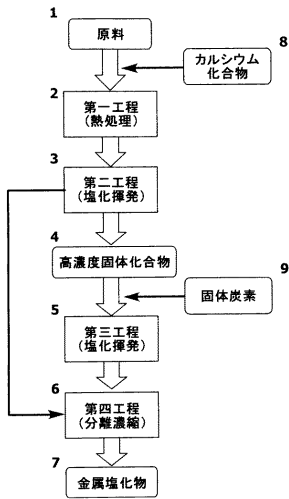 1
原料
8
カルシウム
化合物
2
第一工程
(熱処理)
3
第二工程
(塩化揮発)
4
高濃度固体化合物
9
固体炭素
5
第三工程
(塩化揮発)
6
第四工程
(分離濃縮)
7
金属塩化物